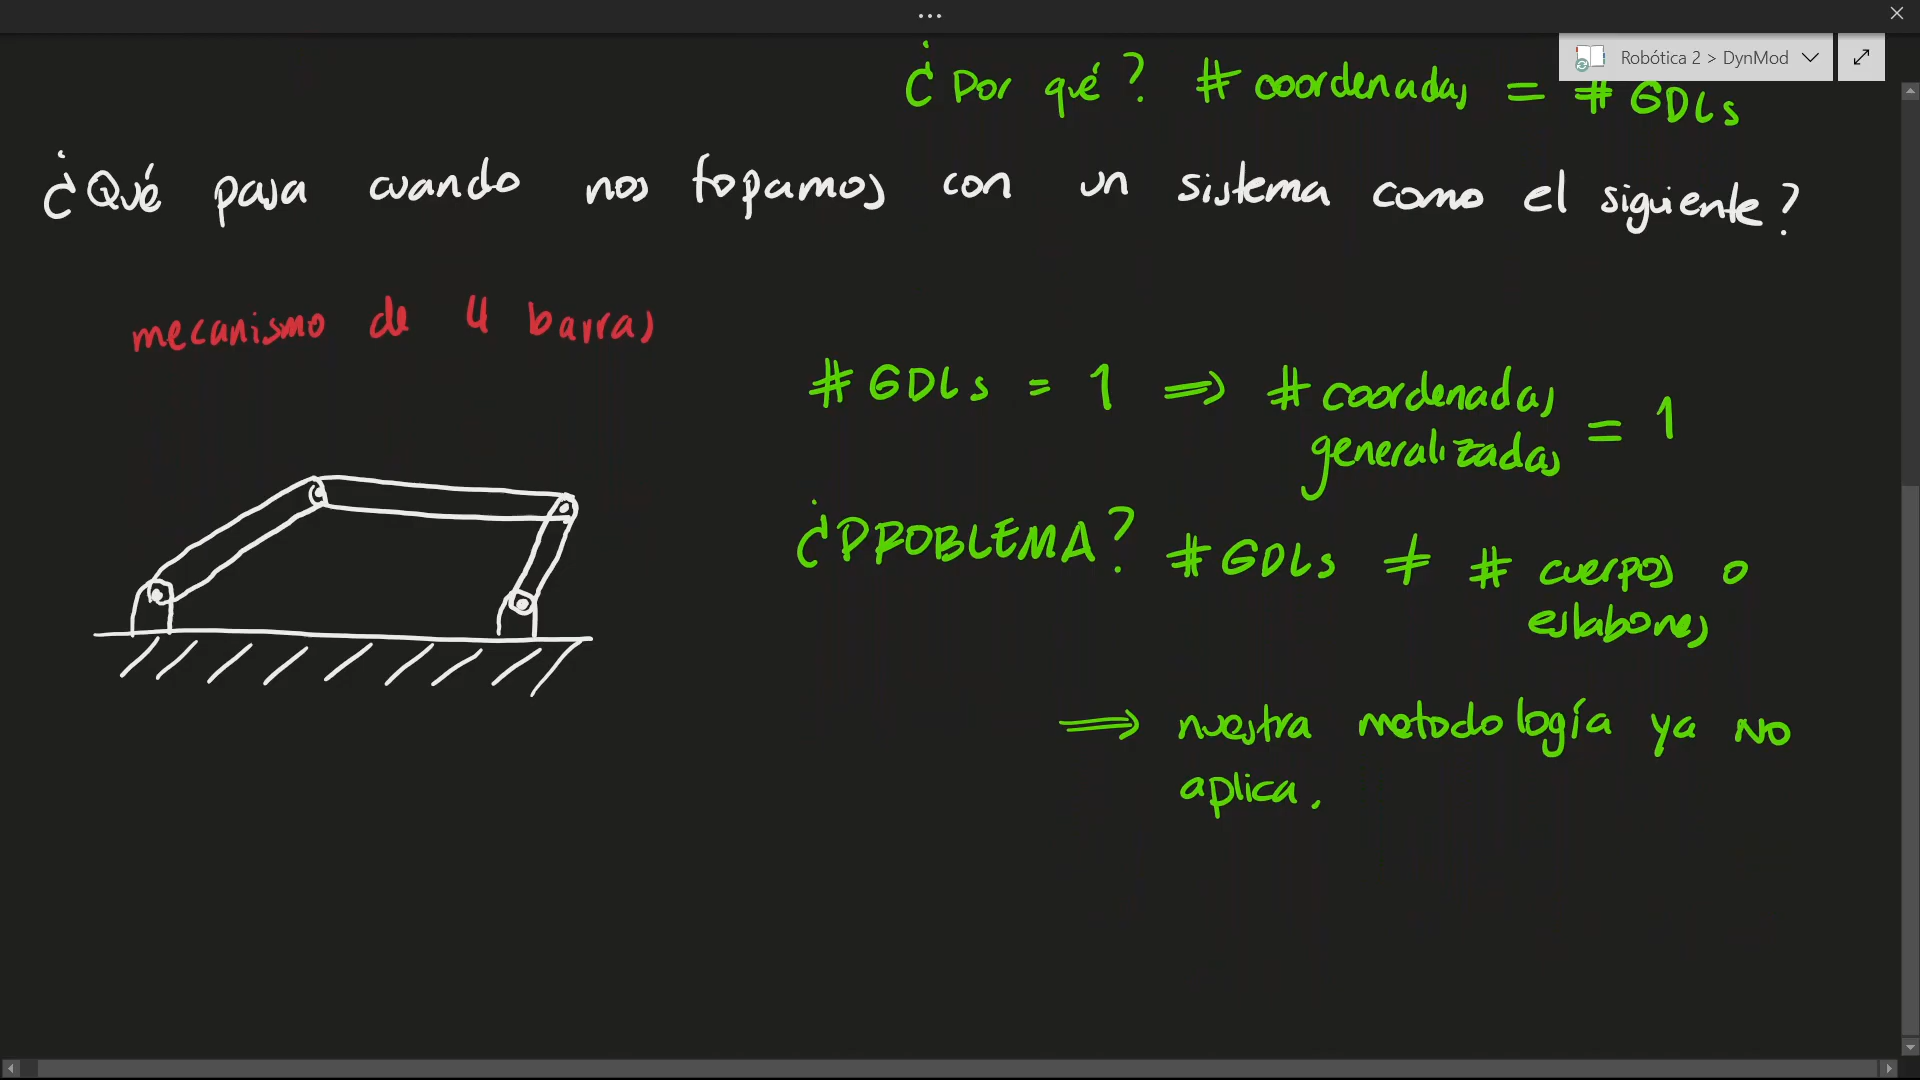 ...
Robótica 2 > DynMod
¿Por qué? # coordenadas = # GDLs
¿Qué pasa cuando nos topamos con un sistema como el siguiente?
mecanismo de 4 barras
# GDLs = 1 ⟹ # coordenadas generalizadas = 1
¿PROBLEMA? # GDLs ≠ # cuerpos o
eslabones
⟹ nuestra metodología ya NO
aplica.